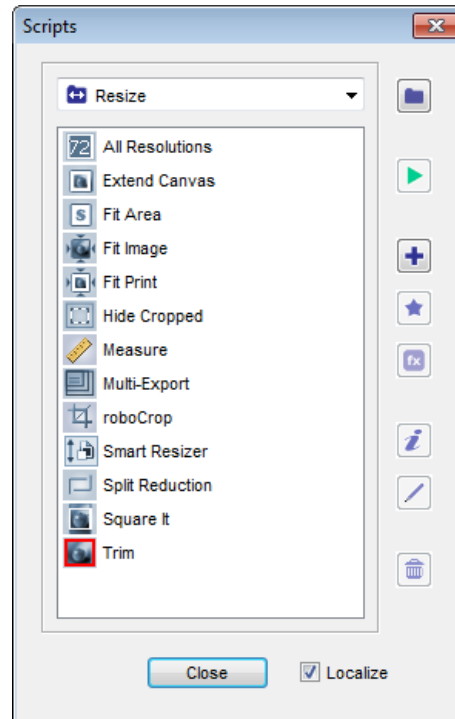 Scripts
Resize
72 All Resolutions
Extend Canvas
S Fit Area
Fit Image
Fit Print
Hide Cropped
Measure
Multi-Export
roboCrop
Smart Resizer
Split Reduction
Square It
Trim
fx
i
Close
Localize